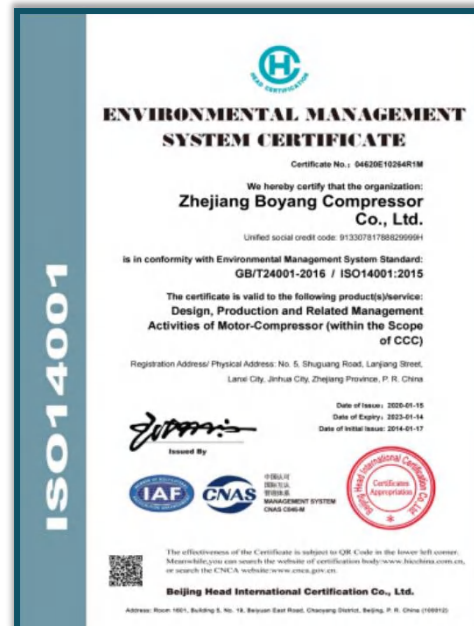 HEAD CERTIFICATION
ENVIRONMENTAL MANAGEMENT
SYSTEM CERTIFICATE
Certificate No.: 04620E10264R1M
We hereby certify that the organization:
Zhejiang Boyang Compressor
Co., Ltd.
Unified social credit code: 91330781788829999H
is in conformity with Environmental Management System Standard:
GB/T24001-2016 / ISO14001:2015
The certificate is valid to the following product(s)/service:
Design, Production and Related Management
Activities of Motor-Compressor (within the Scope
of CCC)
Registration Address/ Physical Address: No. 5, Shuguang Road, Lanjiang Street,
Lanxi City, Jinhua City, Zhejiang Province, P. R. China
Date of Issue: 2020-01-15
Date of Expiry: 2023-01-14
Date of Initial Issue: 2014-01-17
Issued By
ISO14001
IAF
CNAS
中国认可
国际互认
管理体系
MANAGEMENT SYSTEM
CNAS C046-M
Beijing Head International Certification Co., Ltd.
Certificates
Appropriation
The effectiveness of the Certificate is subject to QR Code in the lower left corner.
Meanwhile,you can search the website of certification body:www.hicchina.com.cn,
or search the CNCA website:www.cnca.gov.cn.
Beijing Head International Certification Co., Ltd.
Address: Room 1601, Building 5, No. 19, Beiyuan East Road, Chaoyang District, Beijing, P. R. China (100012)